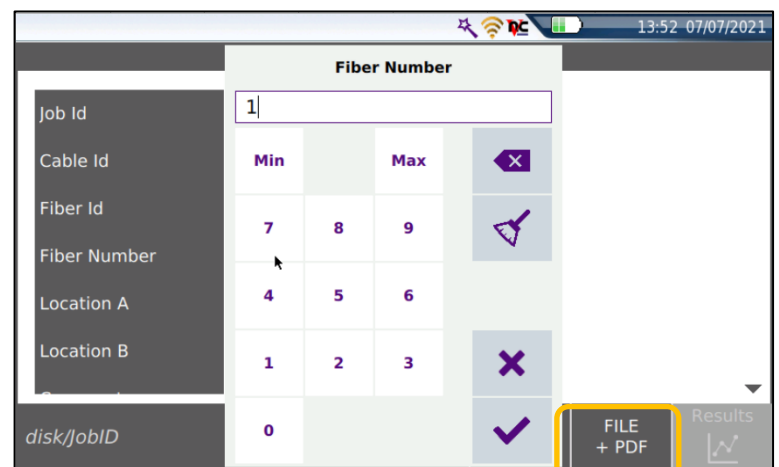 13:52 07/07/2021
Fiber Number
1
Job Id
Cable Id
Fiber Id
Fiber Number
Location A
Location B
Min Max
7 8 9
4 5 6
1 2 3
0
disk/JobID
FILE
+ PDF
Results